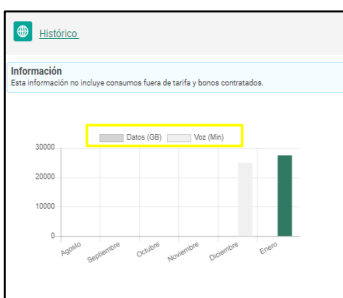 Histórico
Información
Esta información no incluye consumos fuera de tarifa y bonos contratados.
Datos (GB) Voz (Min)
30000
20000
10000
0
Agosto Septiembre Octubre Noviembre Diciembre Enero